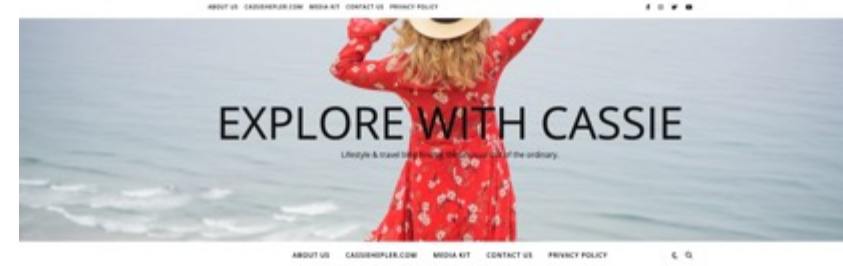 ABOUT US CASSIEHEPLER.COM MEDIA KIT CONTACT US PRIVACY POLICY
EXPLORE WITH CASSIE
Lifestyle & travel of the ordinary.
ABOUT US CASSIEHEPLER.COM MEDIA KIT CONTACT US PRIVACY POLICY